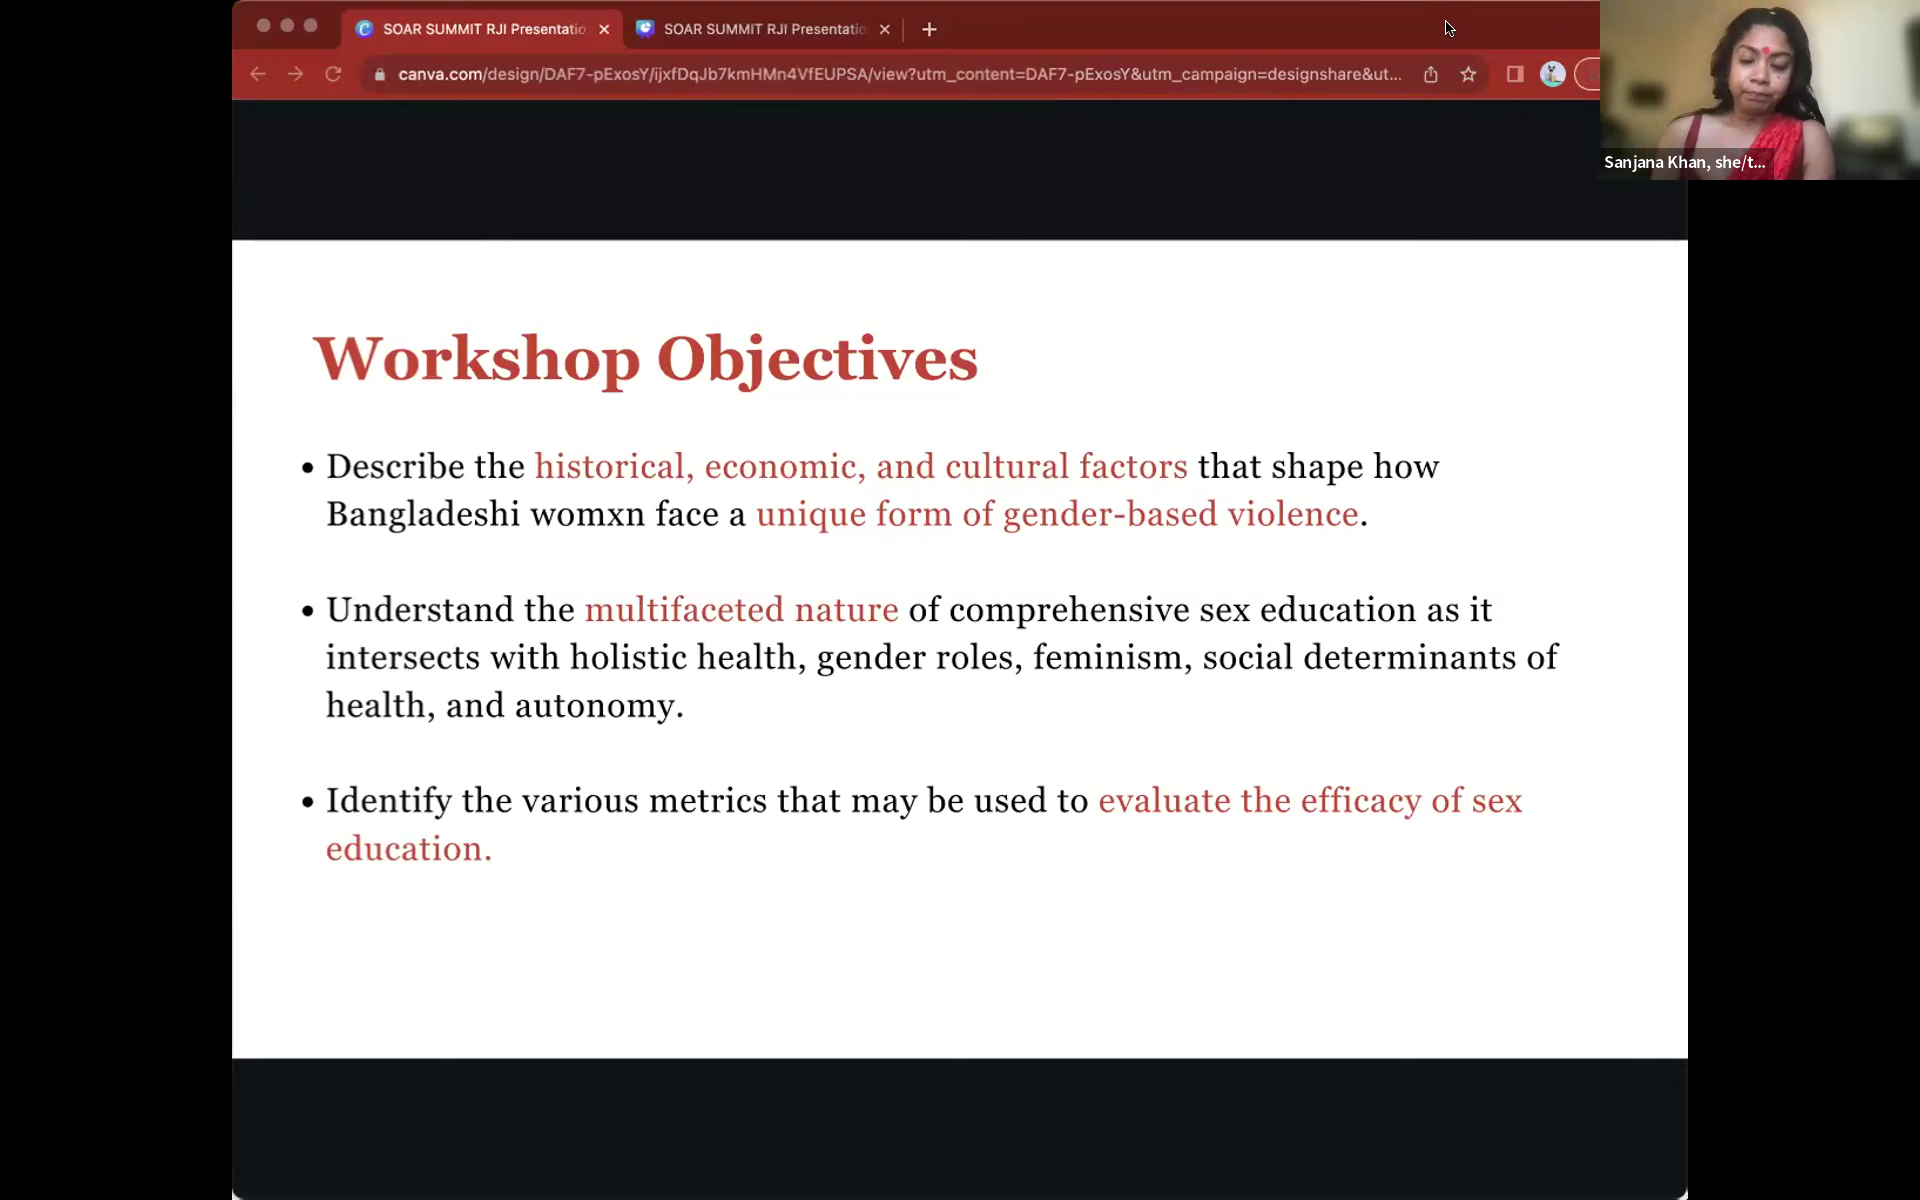 SOAR SUMMIT RJI Presentatio
SOAR SUMMIT RJI Presentatio
canva.com/design/DAF7-pExosY/ijxfDqJb7kmHMn4VfEUPSA/view?utm_content=DAF7-pExosY&utm_campaign=designshare&ut...
Sanjana Khan, she/t...
Workshop Objectives
• Describe the historical, economic, and cultural factors that shape how
Bangladeshi womxn face a unique form of gender-based violence.
• Understand the multifaceted nature of comprehensive sex education as it
intersects with holistic health, gender roles, feminism, social determinants of
health, and autonomy.
• Identify the various metrics that may be used to evaluate the efficacy of sex
education.